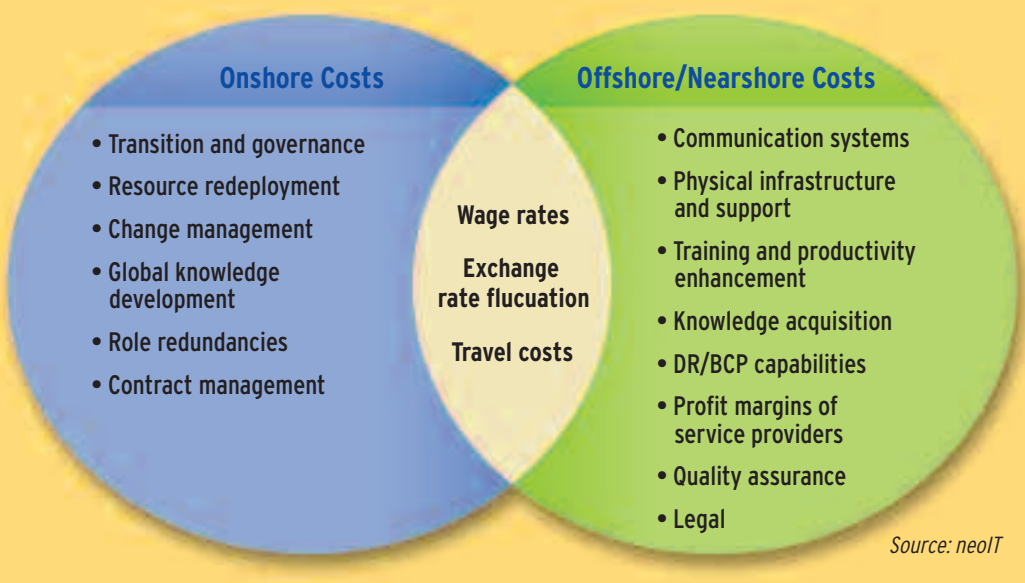 Onshore Costs
• Transition and governance
• Resource redeployment
• Change management
• Global knowledge
development
• Role redundancies
• Contract management
Wage rates
Exchange
rate flucuation
Travel costs
Offshore/Nearshore Costs
• Communication systems
• Physical infrastructure
and support
• Training and productivity
enhancement
• Knowledge acquisition
• DR/BCP capabilities
• Profit margins of
service providers
• Quality assurance
• Legal
Source: neoIT